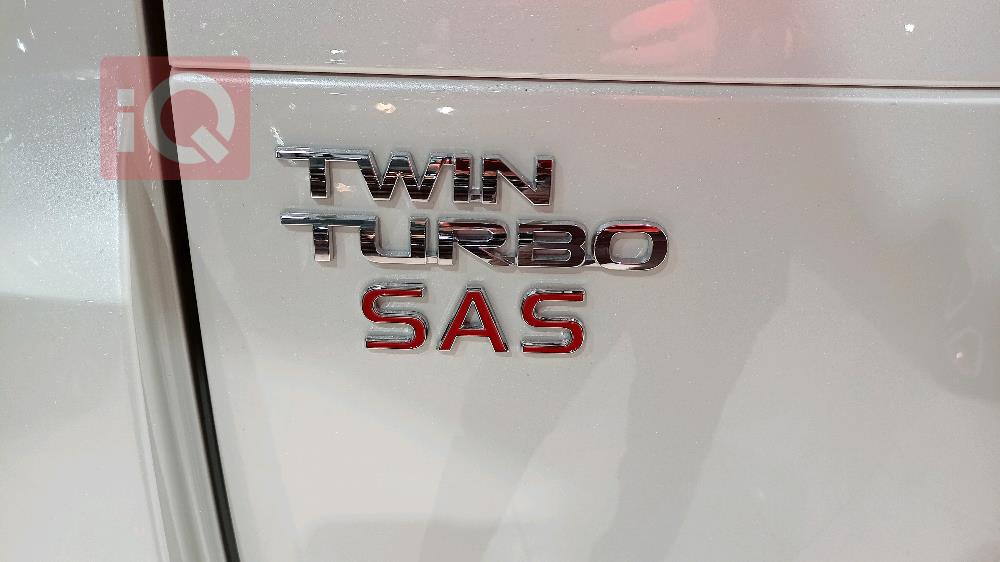 iQ
TWIN
TURBO
SAS